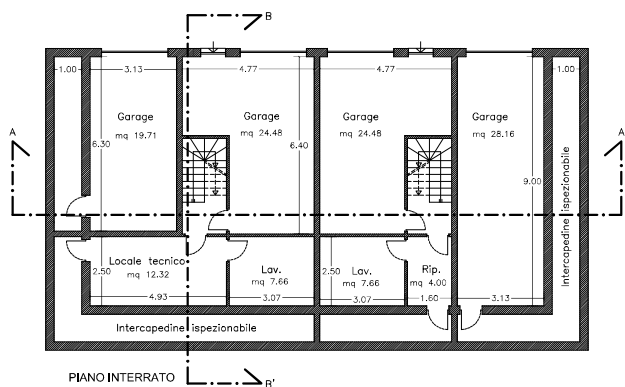 B
1.00
3.13
4.77
4.77
1.00
Garage
mq 19.71
Garage
mq 24.48
Garage
mq 24.48
Garage
mq 28.16
A
A
6.30
6.40
9.00
Intercapedine ispezionabile
Locale tecnico
mq 12.32
2.50
4.93
Lav.
mq 7.66
3.07
2.50
Lav.
mq 7.66
3.07
Rip.
mq 4.00
1.60
3.13
Intercapedine ispezionabile
PIANO INTERRATO
B'